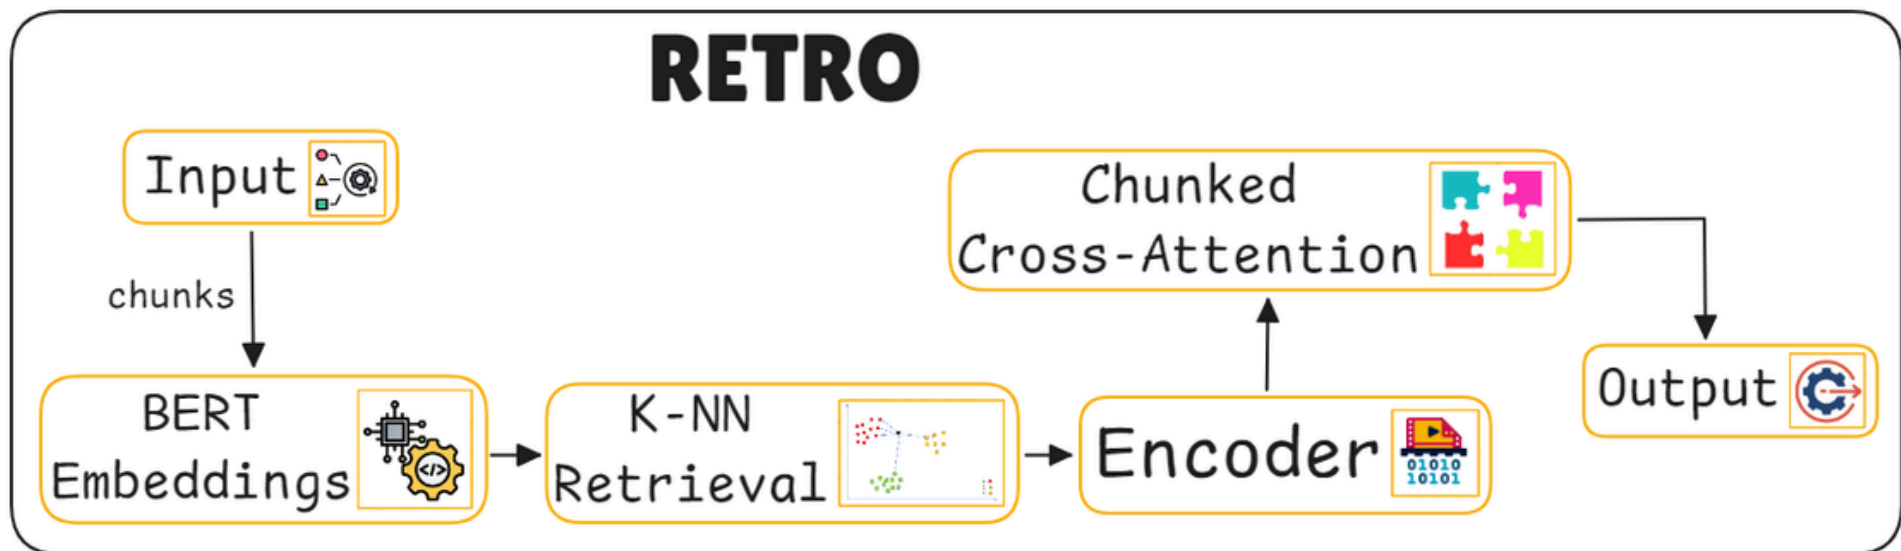 RETRO
Input
chunks
BERT
Embeddings
K-NN
Retrieval
Encoder
01010
10101
Chunked
Cross-Attention
Output